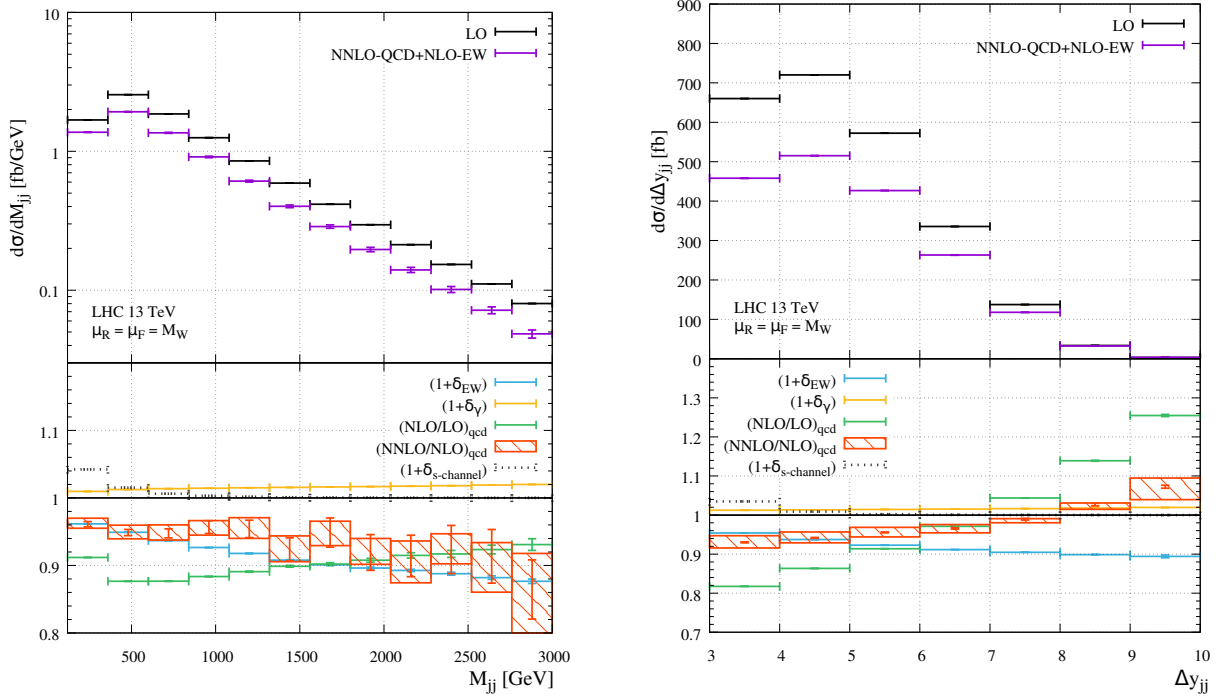 10
1
0.1
dσ/dM_jj [fb/GeV]
LO
NNLO-QCD+NLO-EW
LHC 13 TeV
μ_R = μ_F = M_W
1.1
1
1
0.9
0.8
(1+δ_EW)
(1+δ_γ)
(NLO/LO)_qcd
(NNLO/NLO)_qcd
(1+δ_s-channel)
500 1000 1500 2000 2500 3000
M_jj [GeV]
900
800
700
600
500
400
300
200
100
0
dσ/dΔy_jj [fb]
LO
NNLO-QCD+NLO-EW
LHC 13 TeV
μ_R = μ_F = M_W
1.3
1.2
1.1
1
1
0.9
0.8
0.7
(1+δ_EW)
(1+δ_γ)
(NLO/LO)_qcd
(NNLO/NLO)_qcd
(1+δ_s-channel)
3 4 5 6 7 8 9 10
Δy_jj